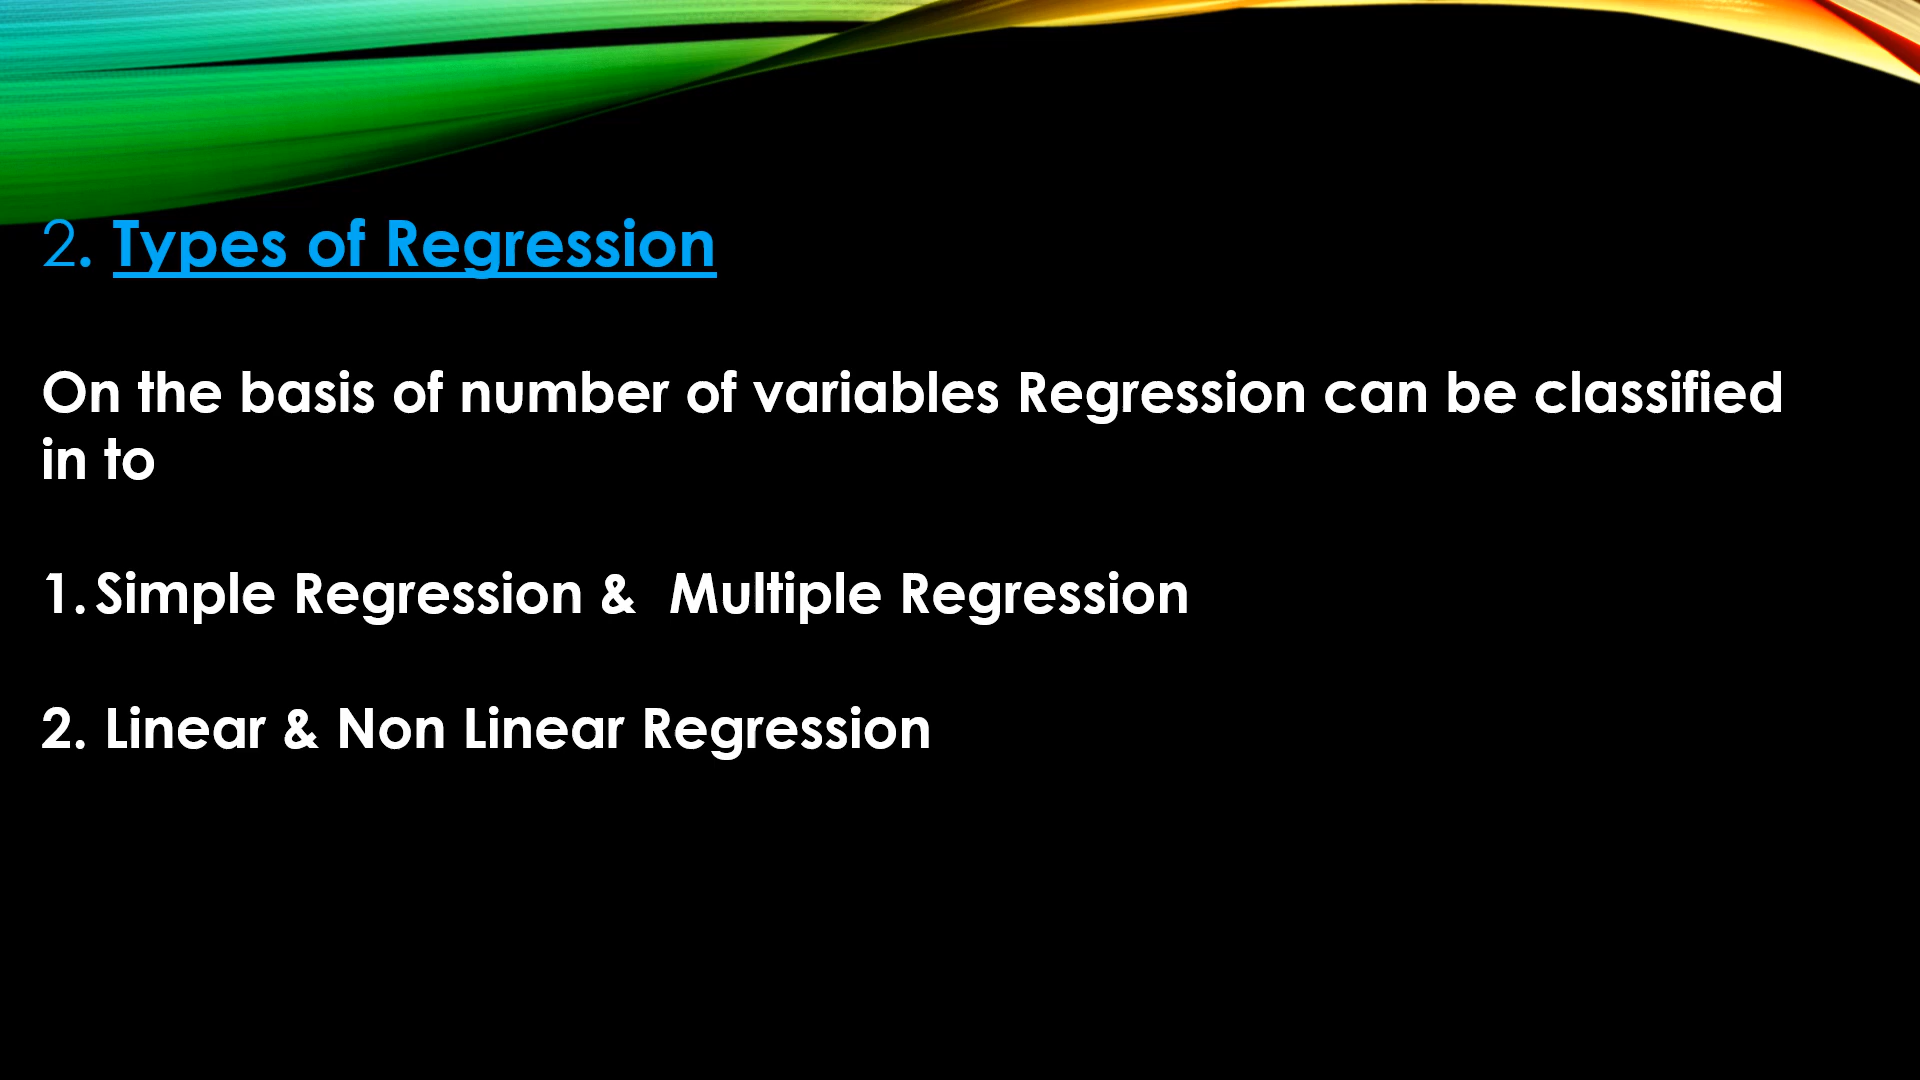 2. Types of Regression
On the basis of number of variables Regression can be classified
in to
1. Simple Regression &  Multiple Regression
2. Linear & Non Linear Regression